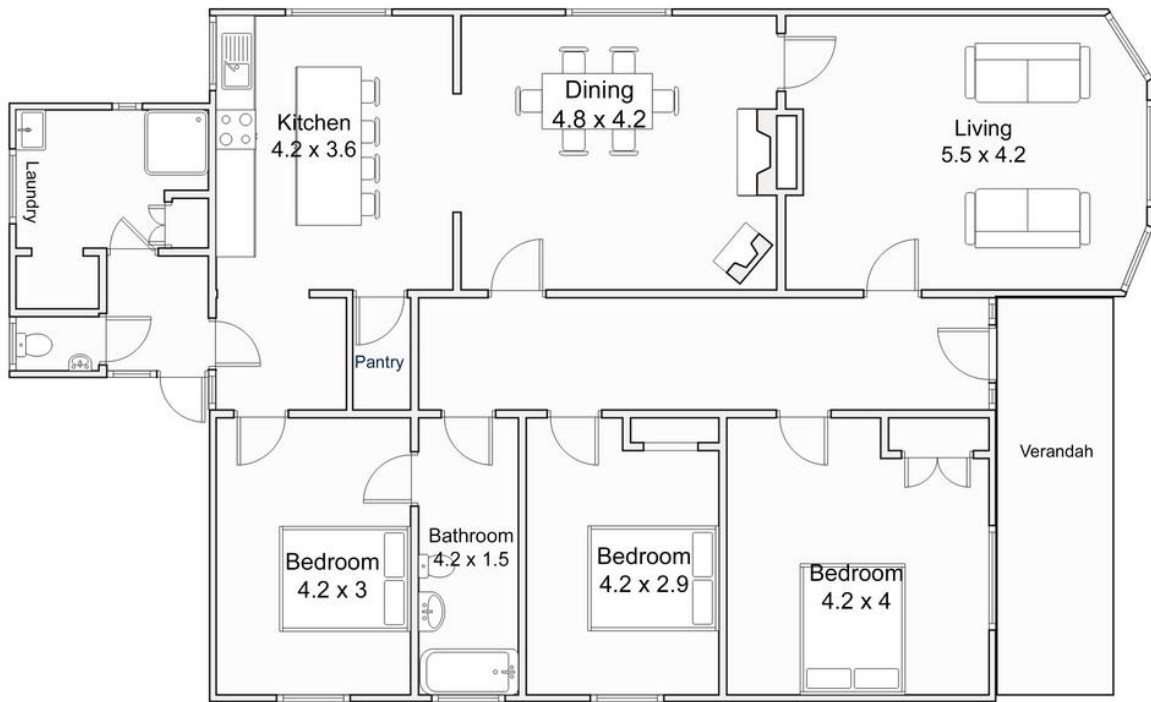 Kitchen
4.2 x 3.6
Dining
4.8 x 4.2
Living
5.5 x 4.2
Laundry
Pantry
Verandah
Bedroom
4.2 x 3
Bathroom
4.2 x 1.5
Bedroom
4.2 x 2.9
Bedroom
4.2 x 4